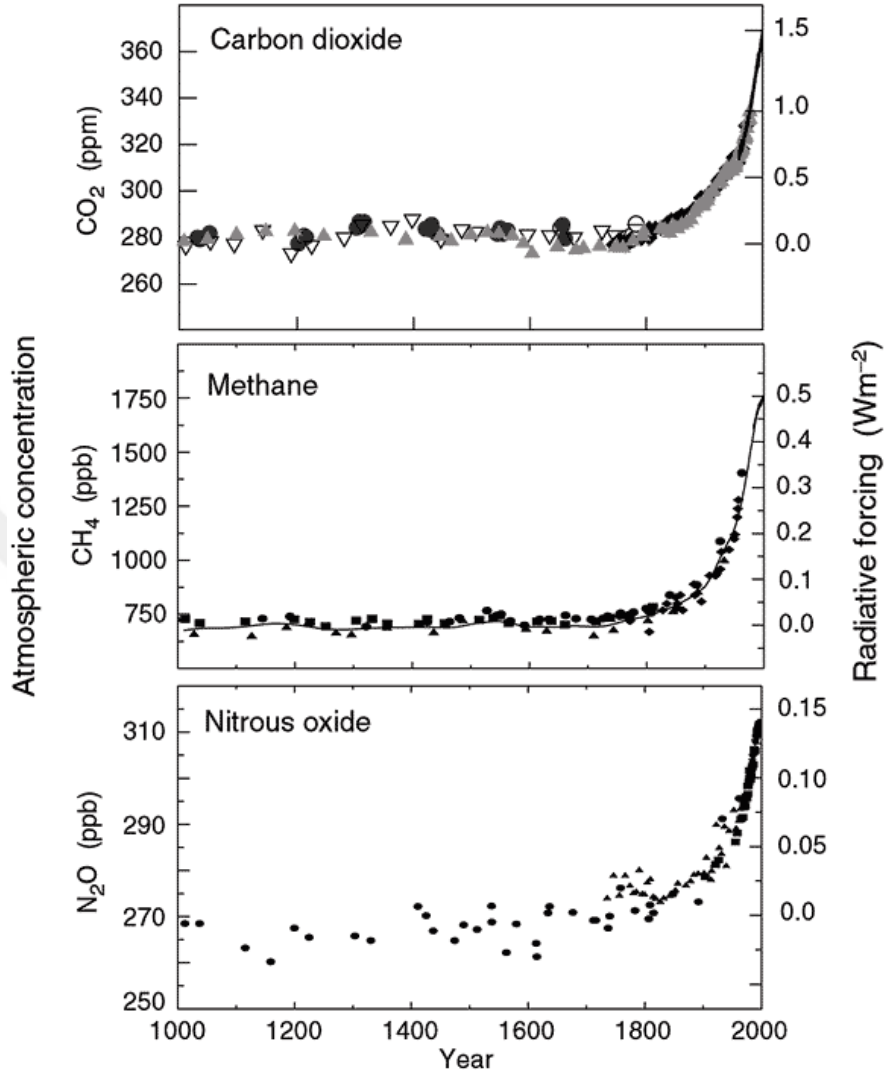 Atmospheric concentration
Carbon dioxide
CO₂ (ppm)
360
340
320
300
280
260
1.5
1.0
0.5
0.0
Methane
CH₄ (ppb)
1750
1500
1250
1000
750
0.5
0.4
0.3
0.2
0.1
0.0
Nitrous oxide
N₂O (ppb)
310
290
270
250
0.15
0.10
0.05
0.0
1000 1200 1400 1600 1800 2000
Year
Radiative forcing (Wm⁻²)